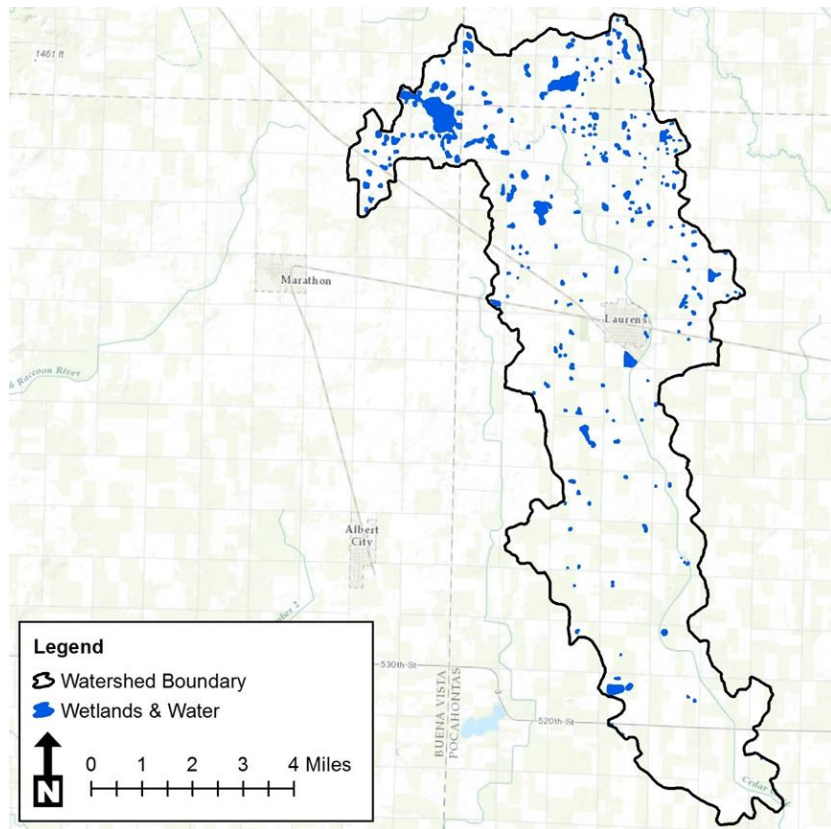 1461 ft
Marathon
Laurens
Raccoon River
Albert
City
Legend
Watershed Boundary
Wetlands & Water
N
0 1 2 3 4 Miles
530th St
520th St
BUENA VISTA
POCAHONTAS
Cedar